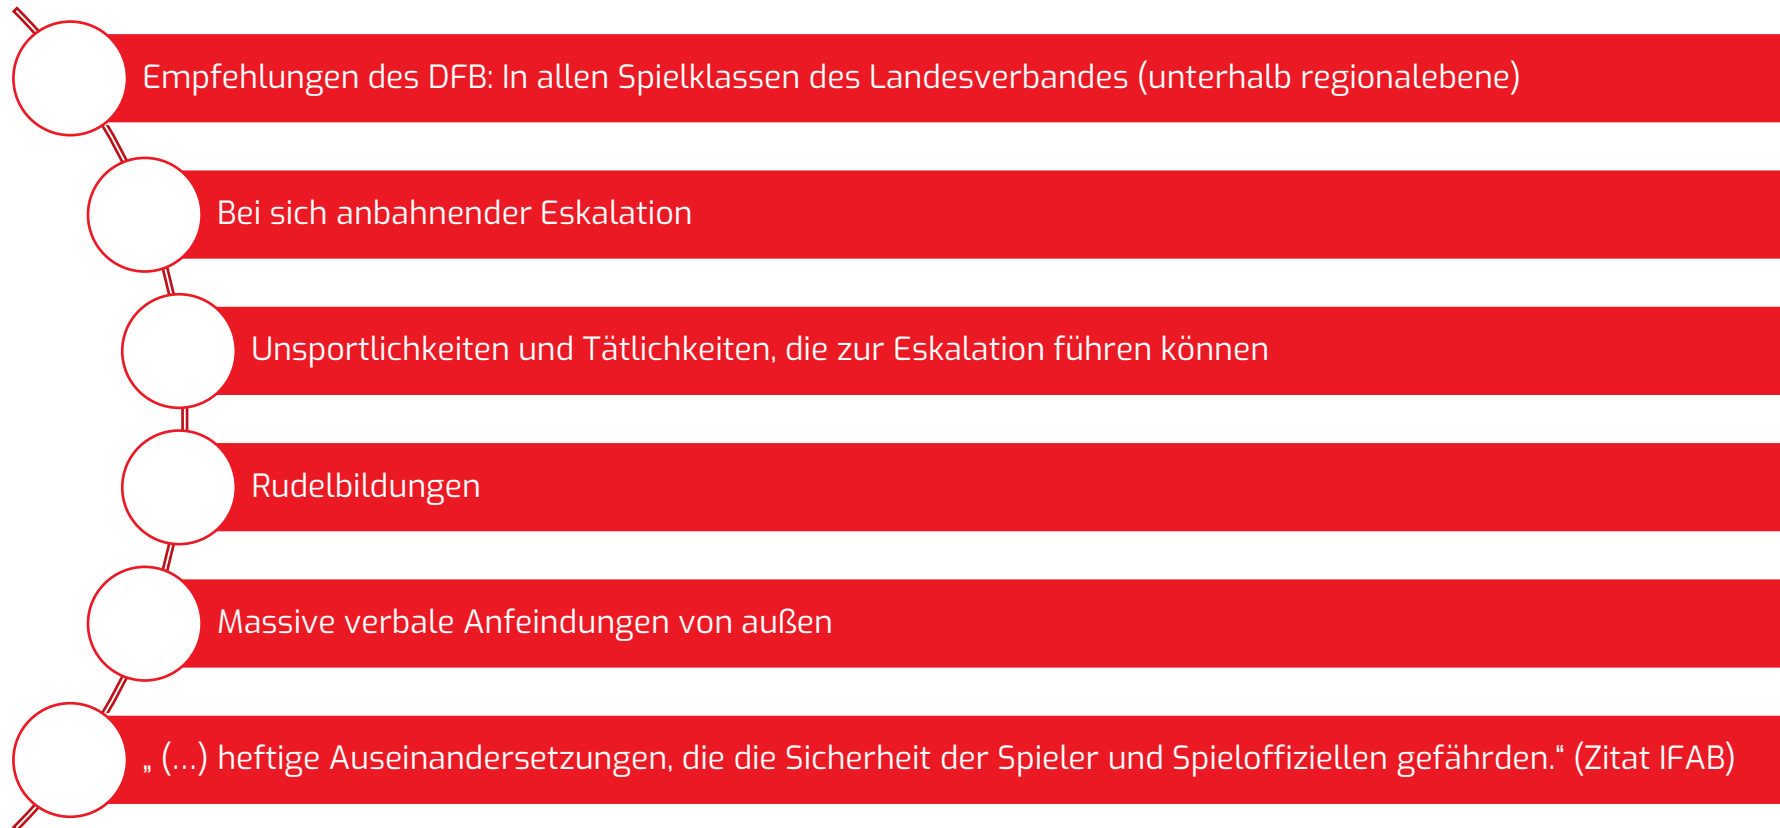 Empfehlungen des DFB: In allen Spielklassen des Landesverbandes (unterhalb regionalebene)
Bei sich anbahnender Eskalation
Unsportlichkeiten und Tätlichkeiten, die zur Eskalation führen können
Rudelbildungen
Massive verbale Anfeindungen von außen
„ (…) heftige Auseinandersetzungen, die die Sicherheit der Spieler und Spieloffiziellen gefährden.“ (Zitat IFAB)